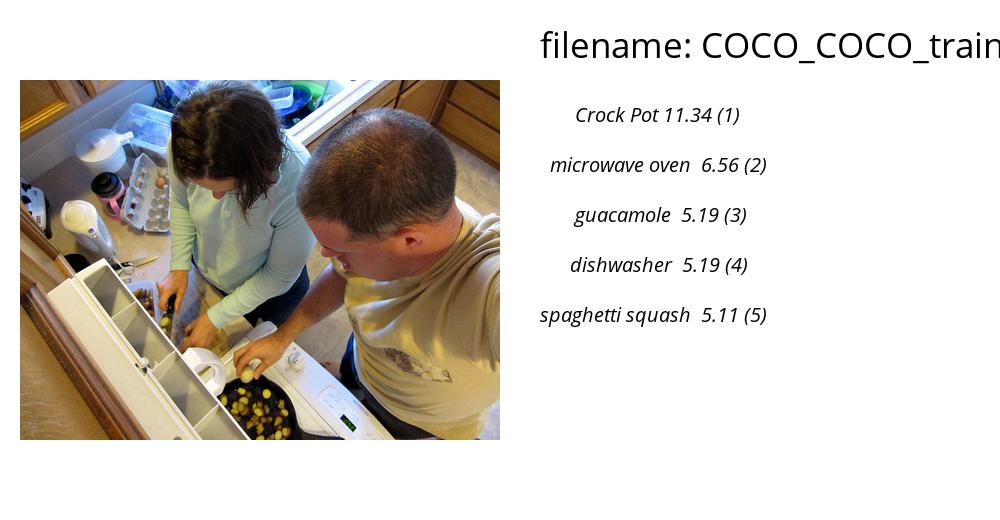 filename: COCO_COCO_train
Crock Pot 11.34 (1)
microwave oven 6.56 (2)
guacamole 5.19 (3)
dishwasher 5.19 (4)
spaghetti squash 5.11 (5)